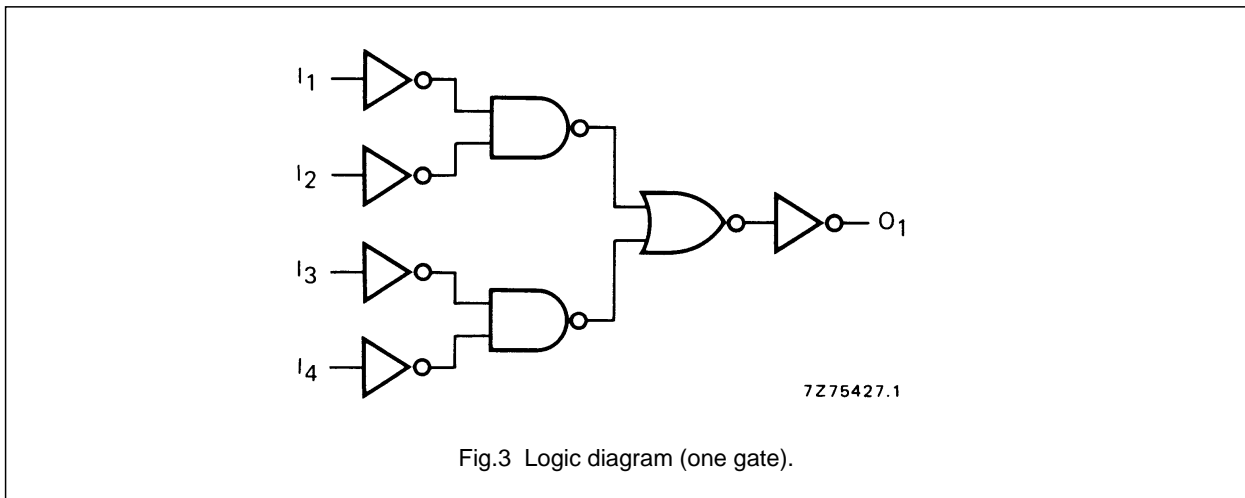 I1
I2
O1
I3
I4
7Z75427.1
Fig.3 Logic diagram (one gate).